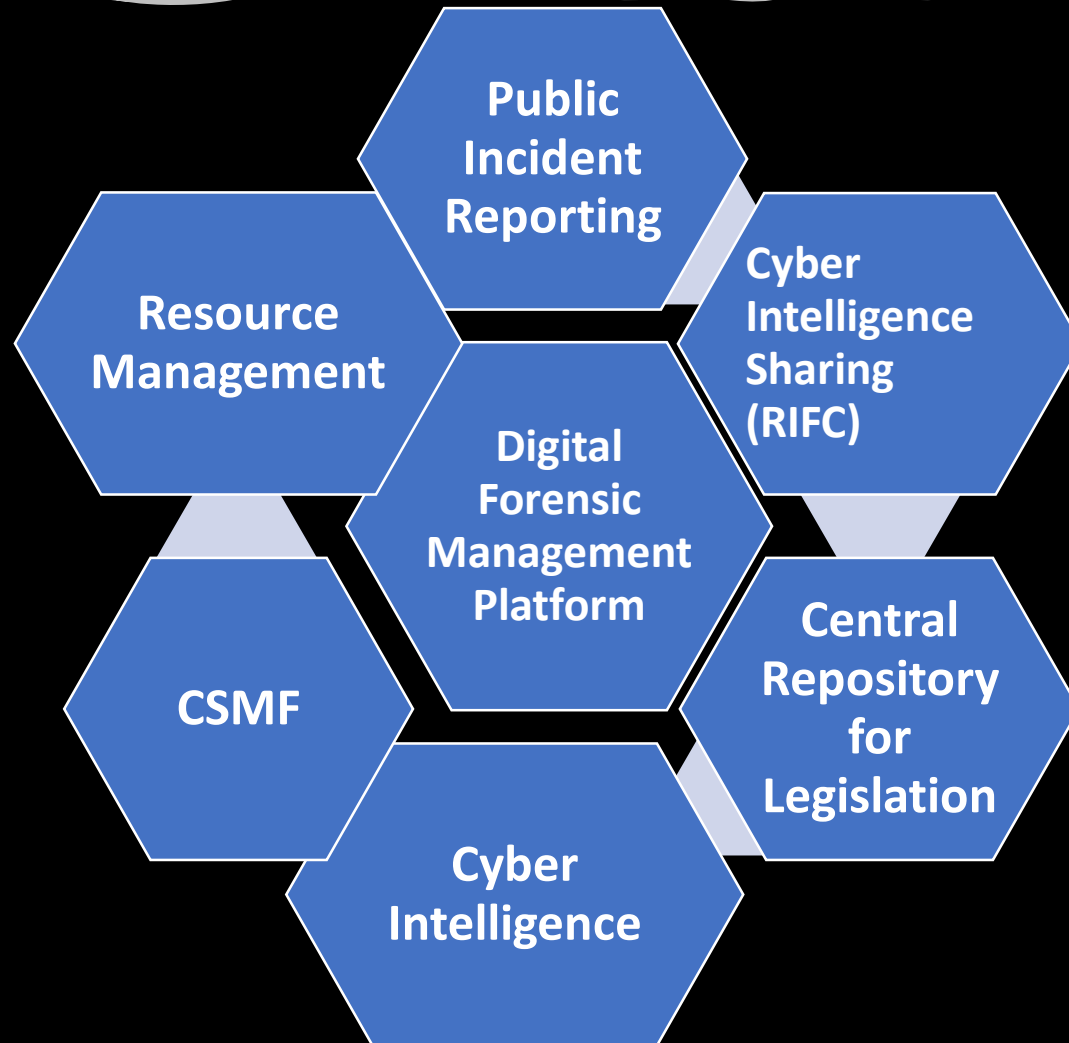 Public
Incident
Reporting
Cyber
Intelligence
Sharing
(RIFC)
Resource
Management
Digital
Forensic
Management
Platform
Central
Repository
for
Legislation
CSMF
Cyber
Intelligence